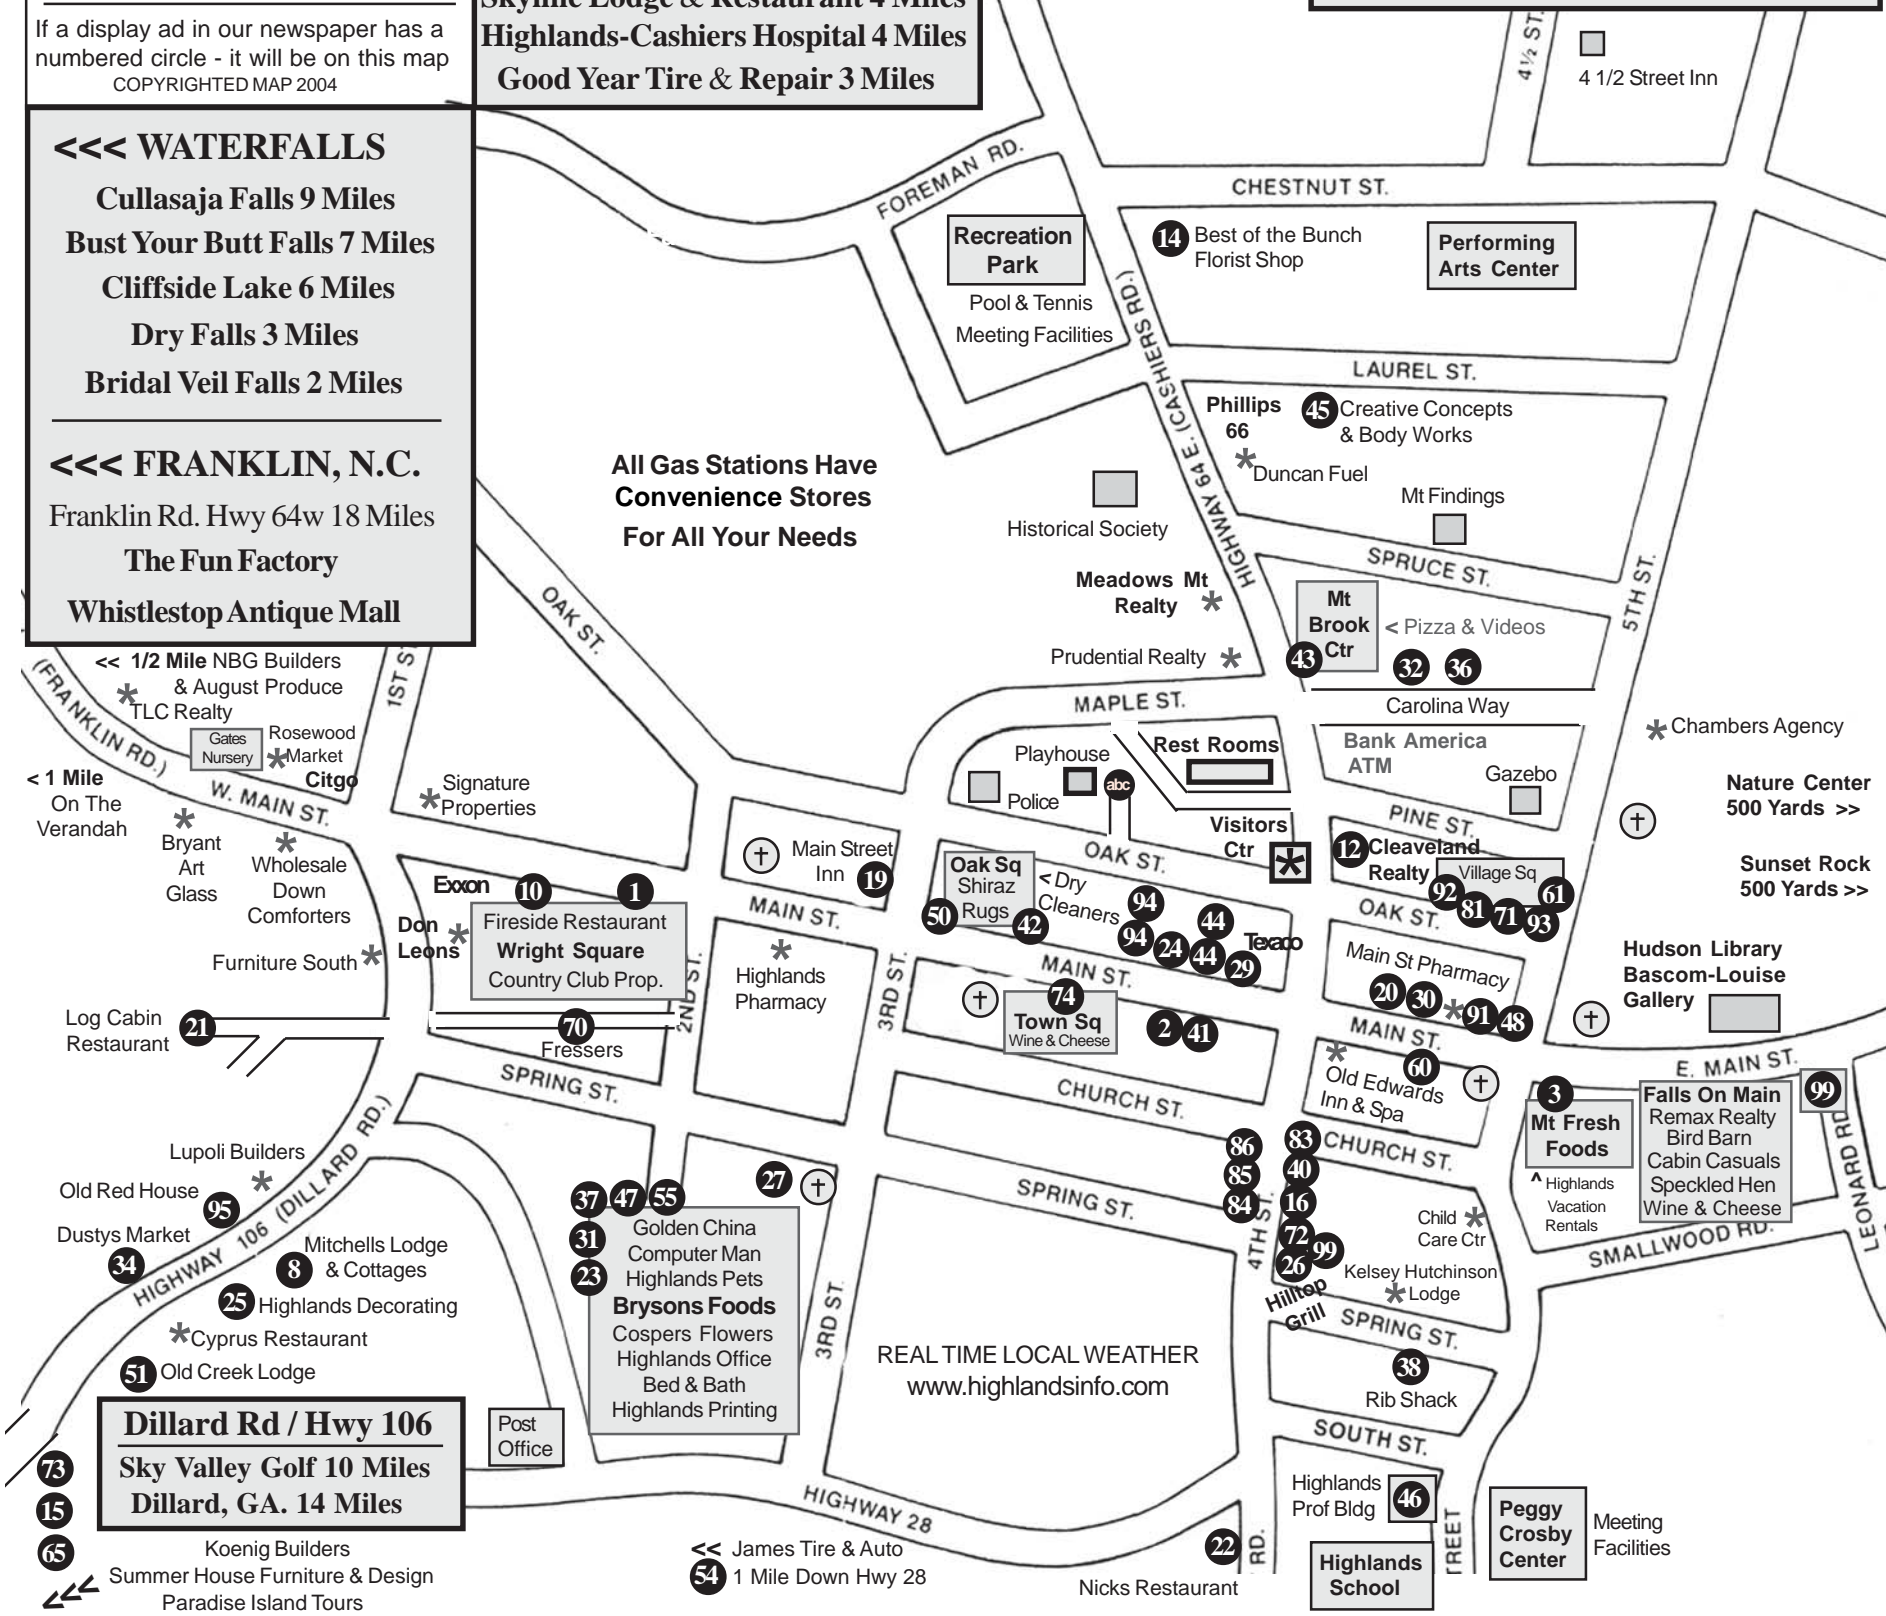 If a display ad in our newspaper has a
numbered circle - it will be on this map
COPYRIGHTED MAP 2004
Skyline Lodge & Restaurant 4 Miles
Highlands-Cashiers Hospital 4 Miles
Good Year Tire & Repair 3 Miles
<<< WATERFALLS
Cullasaja Falls 9 Miles
Bust Your Butt Falls 7 Miles
Cliffside Lake 6 Miles
Dry Falls 3 Miles
Bridal Veil Falls 2 Miles
<<< FRANKLIN, N.C.
Franklin Rd. Hwy 64w 18 Miles
The Fun Factory
Whistlestop Antique Mall
4 1/2 ST.
4 1/2 Street Inn
FOREMAN RD.
CHESTNUT ST.
Recreation
Park
Pool & Tennis
Meeting Facilities
14 Best of the Bunch
Florist Shop
Performing
Arts Center
HIGHWAY 64 E. (CASHIERS RD.)
LAUREL ST.
Phillips
66
Duncan Fuel
45 Creative Concepts
& Body Works
Mt Findings
All Gas Stations Have
Convenience Stores
For All Your Needs
Historical Society
SPRUCE ST.
5TH ST.
OAK ST.
Meadows Mt
Realty
Prudential Realty
Mt
Brook
Ctr
43
< Pizza & Videos
32 36
MAPLE ST.
Carolina Way
Chambers Agency
<< 1/2 Mile NBG Builders
& August Produce
TLC Realty
(FRANKLIN RD.)
1ST ST
Gates
Nursery
Rosewood
Market
Citgo
W. MAIN ST.
< 1 Mile
On The
Verandah
Signature
Properties
Bryant
Art
Glass
Wholesale
Down
Comforters
Playhouse
Police
abc
Rest Rooms
Bank America
ATM
Gazebo
Nature Center
500 Yards >>
Visitors
Ctr
PINE ST.
12 Cleaveland
Realty
Village Sq
92 81 71 93 61
Sunset Rock
500 Yards >>
OAK ST.
OAK ST.
Main Street
Inn 19
MAIN ST.
Exxon 10 1
Don
Leons
Fireside Restaurant
Wright Square
Country Club Prop.
Furniture South
2ND ST.
Highlands
Pharmacy
3RD ST.
Oak Sq
Shiraz
Rugs
50 42
< Dry
Cleaners
94 44
94 24 44 29
Texaco
MAIN ST.
Main St Pharmacy
20 30 91 48
MAIN ST.
Hudson Library
Bascom-Louise
Gallery
E. MAIN ST.
Log Cabin
Restaurant
21
70
Fressers
SPRING ST.
74
Town Sq
Wine & Cheese
2 41
60
Old Edwards
Inn & Spa
CHURCH ST.
CHURCH ST.
3
Mt Fresh
Foods
^ Highlands
Vacation
Rentals
Falls On Main
Remax Realty
Bird Barn
Cabin Casuals
Speckled Hen
Wine & Cheese
99
LEONARD RD
SMALLWOOD RD.
Lupoli Builders
Old Red House
95
Dustys Market
34
HIGHWAY 106 (DILLARD RD.)
8 Mitchells Lodge
& Cottages
25 Highlands Decorating
Cyprus Restaurant
51 Old Creek Lodge
37 47 55
31
23
27
Golden China
Computer Man
Highlands Pets
Brysons Foods
Cospers Flowers
Highlands Office
Bed & Bath
Highlands Printing
3RD ST.
SPRING ST.
86 83
85 40
84 16
72 99
26
4TH ST.
Child
Care Ctr
Kelsey Hutchinson
Lodge
Hilltop
Grill
SPRING ST.
REAL TIME LOCAL WEATHER
www.highlandsinfo.com
38
Rib Shack
SOUTH ST.
Dillard Rd / Hwy 106
Sky Valley Golf 10 Miles
Dillard, GA. 14 Miles
Post
Office
HIGHWAY 28
73
15
65
Koenig Builders
Summer House Furniture & Design
Paradise Island Tours
<<<
<< James Tire & Auto
54 1 Mile Down Hwy 28
22
Nicks Restaurant
RD.
Highlands
Prof Bldg
46
Highlands
School
TREET
Peggy
Crosby
Center
Meeting
Facilities